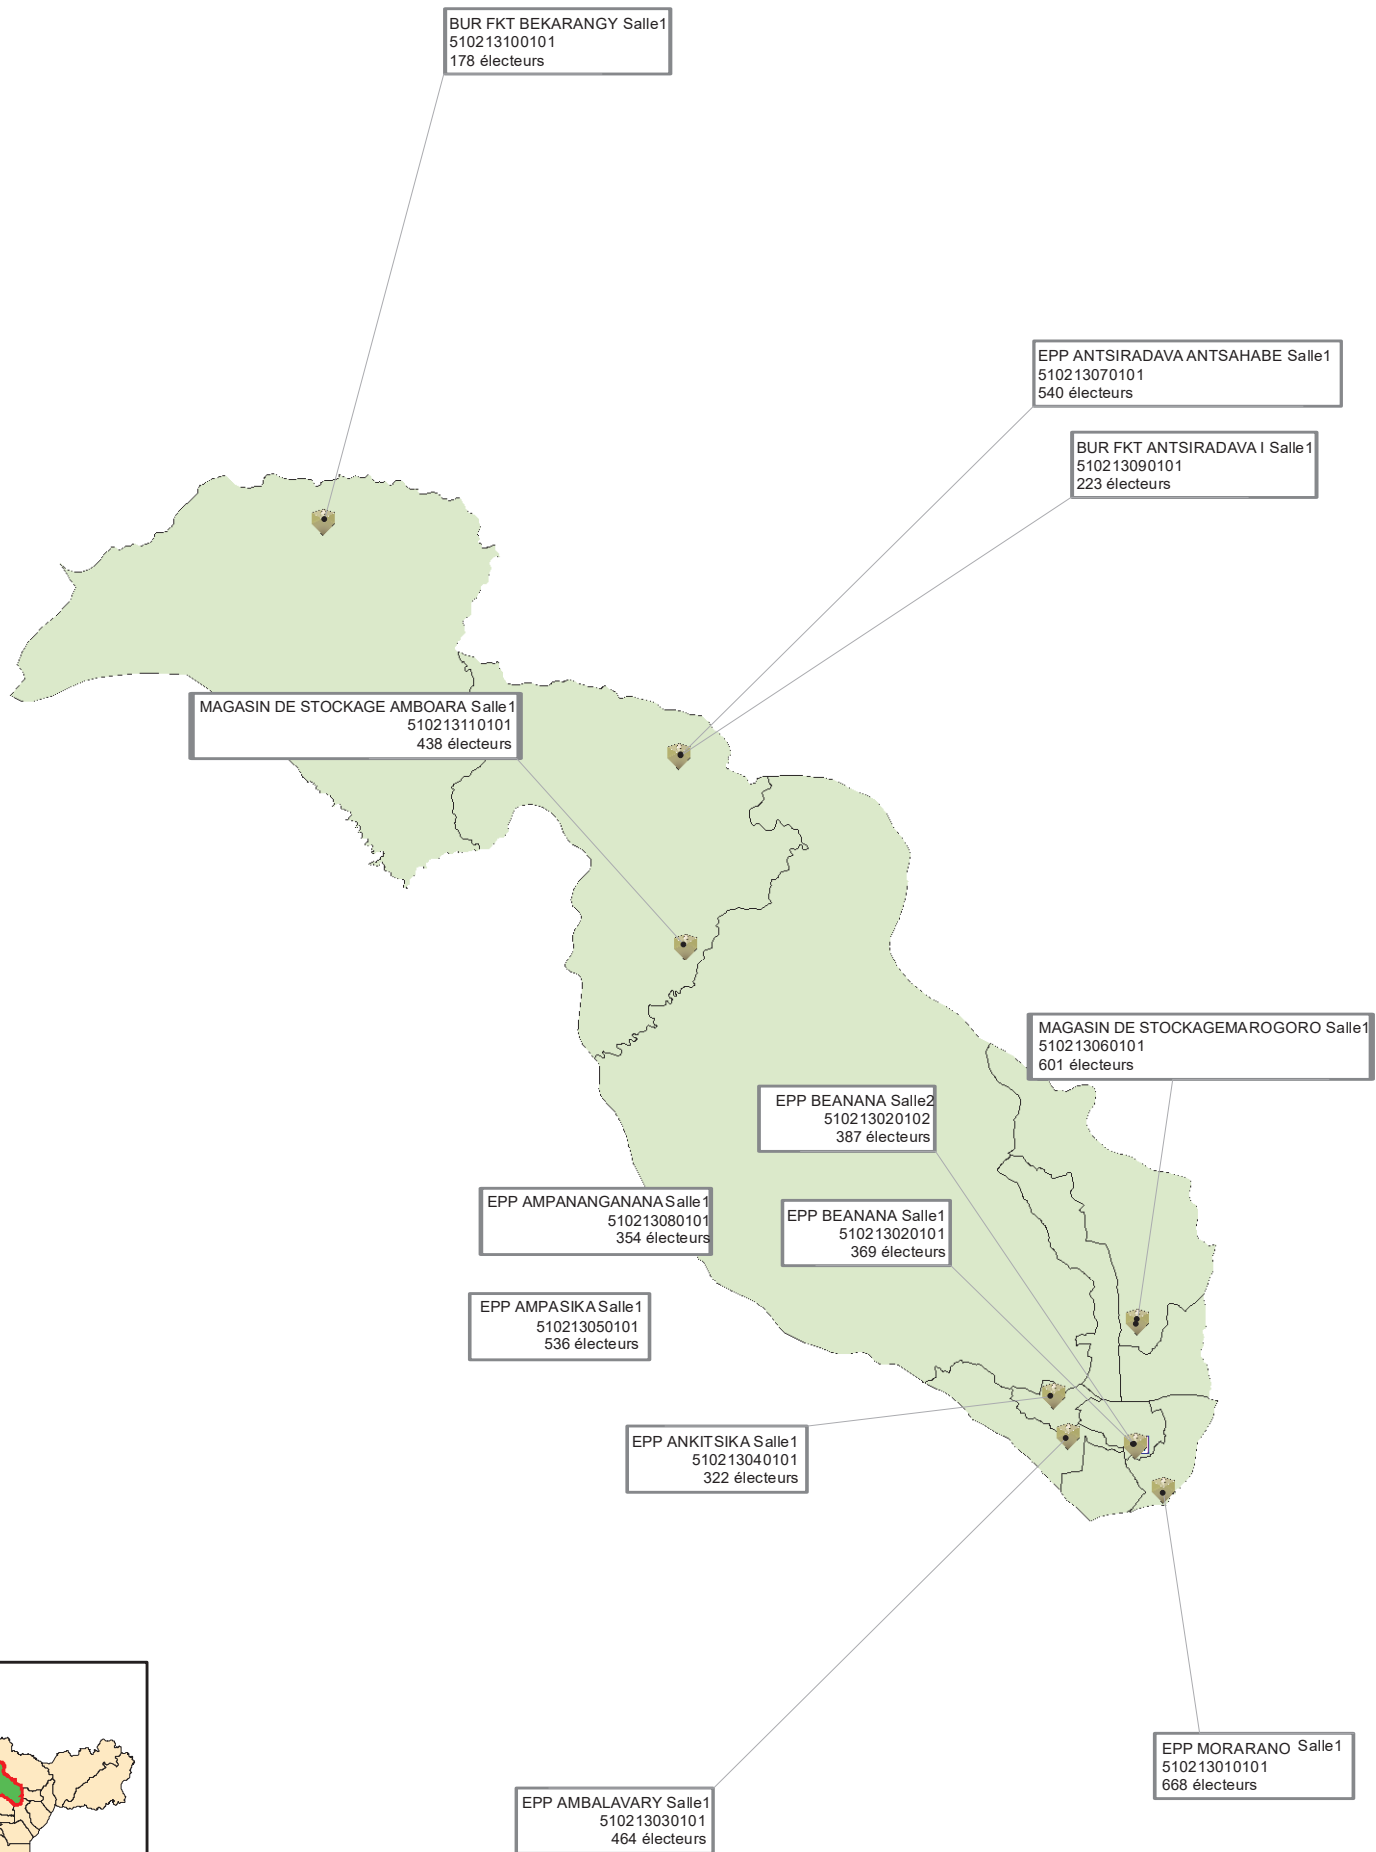 BUR FKT BEKARANGY Salle1
510213100101
178 électeurs
EPP ANTSIRADAVA ANTSAHABE Salle1
510213070101
540 électeurs
BUR FKT ANTSIRADAVA I Salle1
510213090101
223 électeurs
MAGASIN DE STOCKAGE AMBOARA Salle1
510213110101
438 électeurs
MAGASIN DE STOCKAGEMAROGORO Salle1
510213060101
601 électeurs
EPP BEANANA Salle2
510213020102
387 électeurs
EPP AMPANANGANANA Salle1
510213080101
354 électeurs
EPP BEANANA Salle1
510213020101
369 électeurs
EPP AMPASIKA Salle1
510213050101
536 électeurs
EPP ANKITSIKA Salle1
510213040101
322 électeurs
EPP MORARANO Salle1
510213010101
668 électeurs
EPP AMBALAVARY Salle1
510213030101
464 électeurs